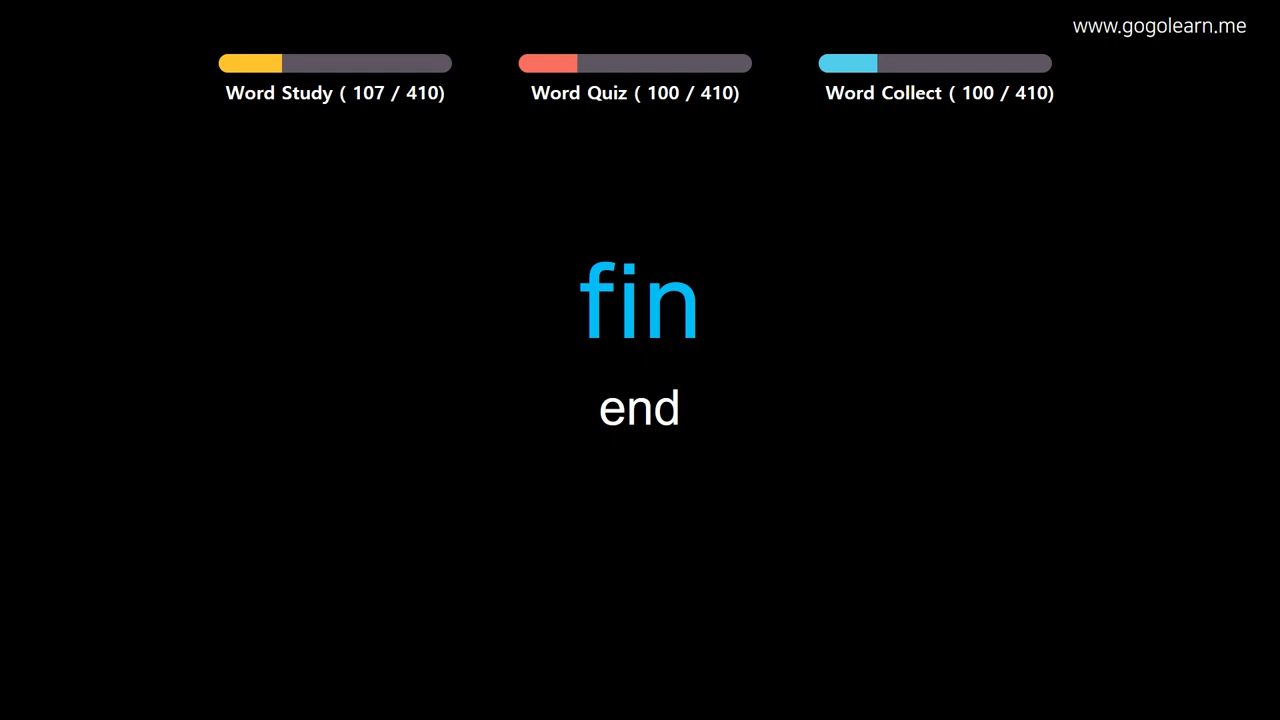 www.gogolearn.me
Word Study ( 107 / 410)
Word Quiz ( 100 / 410)
Word Collect ( 100 / 410)
fin
end